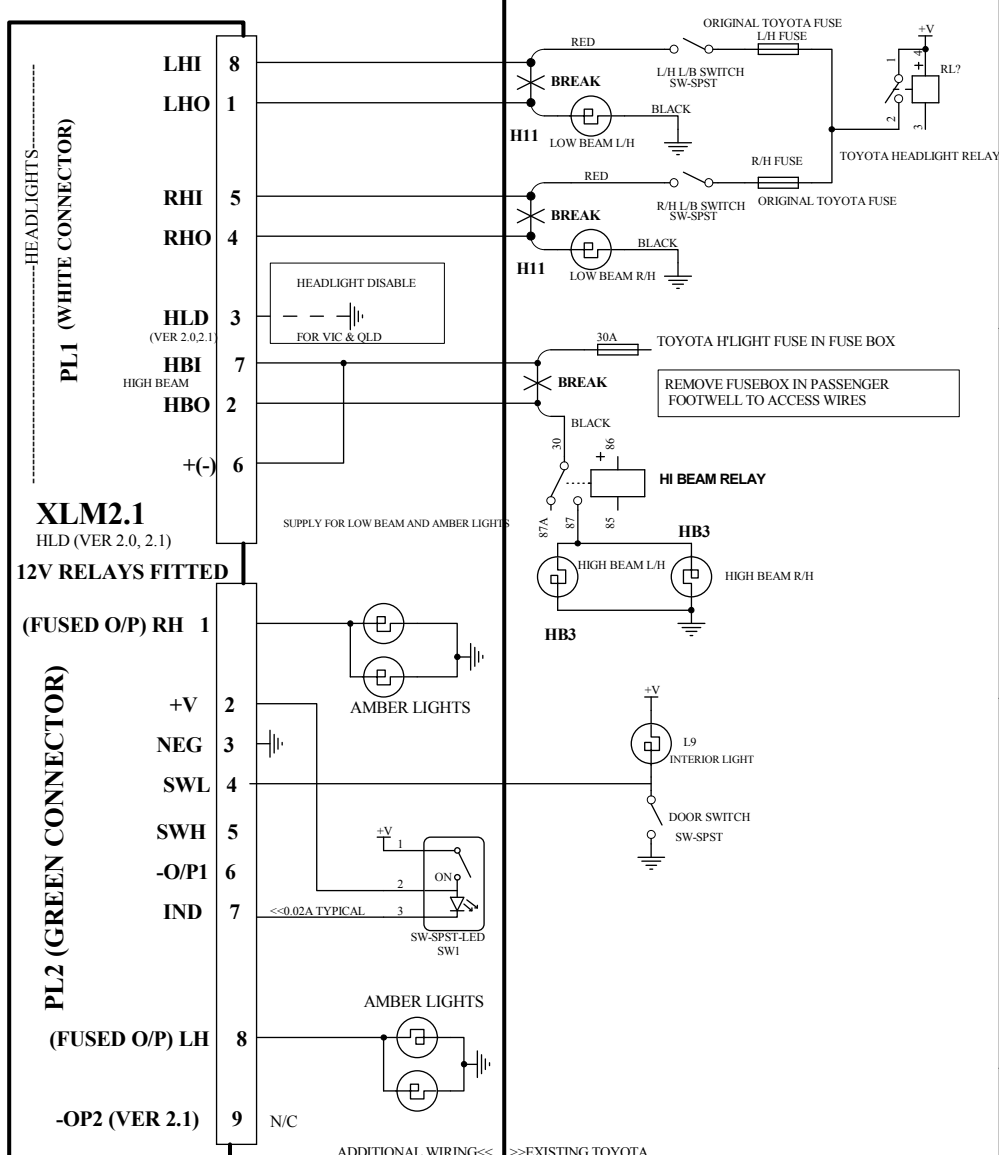 ORIGINAL TOYOTA FUSE
L/H FUSE
RED
+V
LHI 8
1
+ 4
RL?
BREAK
L/H L/B SWITCH
SW-SPST
LHO 1
BLACK
2
3
H11
LOW BEAM L/H
TOYOTA HEADLIGHT RELAY
R/H FUSE
RED
RHI 5
ORIGINAL TOYOTA FUSE
R/H L/B SWITCH
SW-SPST
BREAK
RHO 4
BLACK
H11
LOW BEAM R/H
HEADLIGHTS
PL1 (WHITE CONNECTOR)
HEADLIGHT DISABLE
HLD 3
(VER 2.0,2.1)
FOR VIC & QLD
30A
TOYOTA H'LIGHT FUSE IN FUSE BOX
HBI 7
HIGH BEAM
BREAK
REMOVE FUSEBOX IN PASSENGER
FOOTWELL TO ACCESS WIRES
HBO 2
BLACK
30
+ 86
+(-) 6
HI BEAM RELAY
XLM2.1
HLD (VER 2.0, 2.1)
SUPPLY FOR LOW BEAM AND AMBER LIGHTS
87A
87
85
HB3
12V RELAYS FITTED
HIGH BEAM L/H
HIGH BEAM R/H
HB3
(FUSED O/P) RH 1
AMBER LIGHTS
PL2 (GREEN CONNECTOR)
+V 2
+V
NEG 3
L9
INTERIOR LIGHT
SWL 4
DOOR SWITCH
SW-SPST
SWH 5
+V
1
-O/P1 6
ON
2
IND 7
<<0.02A TYPICAL
3
SW-SPST-LED
SW1
AMBER LIGHTS
(FUSED O/P) LH 8
-OP2 (VER 2.1) 9
N/C
ADDITIONAL WIRING<<
>>EXISTING TOYOTA